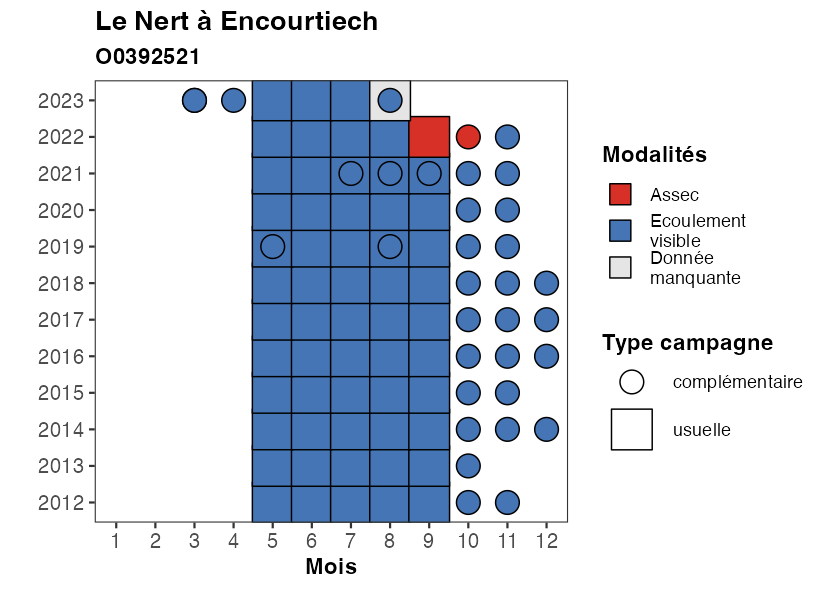 Le Nert à Encourtiech
O0392521
2023
2022
2021
2020
2019
2018
2017
2016
2015
2014
2013
2012
1 2 3 4 5 6 7 8 9 10 11 12
Mois
Modalités
Assec
Ecoulement
visible
Donnée
manquante
Type campagne
complémentaire
usuelle